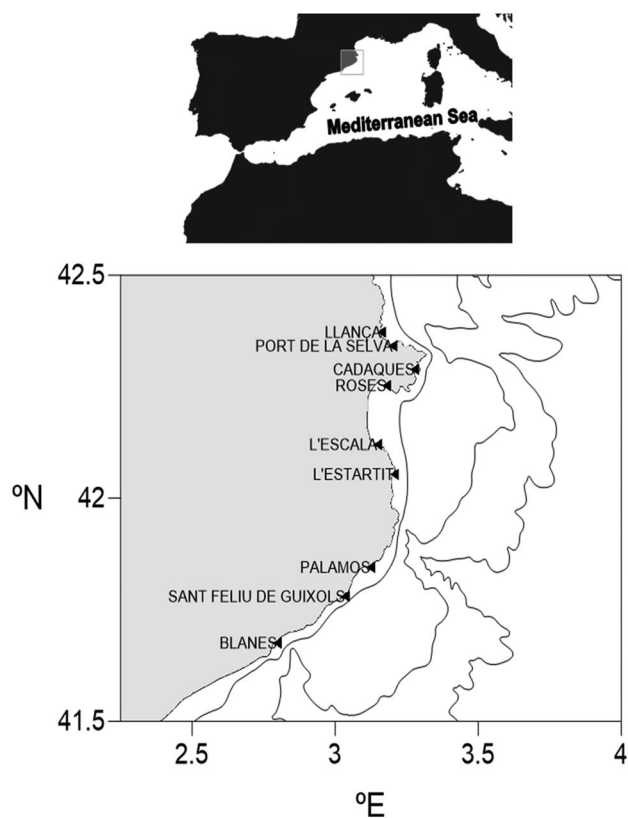 Mediterranean Sea
42.5
LLANÇA
PORT DE LA SELVA
CADAQUES
ROSES
L'ESCALA
L'ESTARTIT
ºN
42
PALAMOS
SANT FELIU DE GUIXOLS
BLANES
41.5
2.5
3
3.5
4
ºE